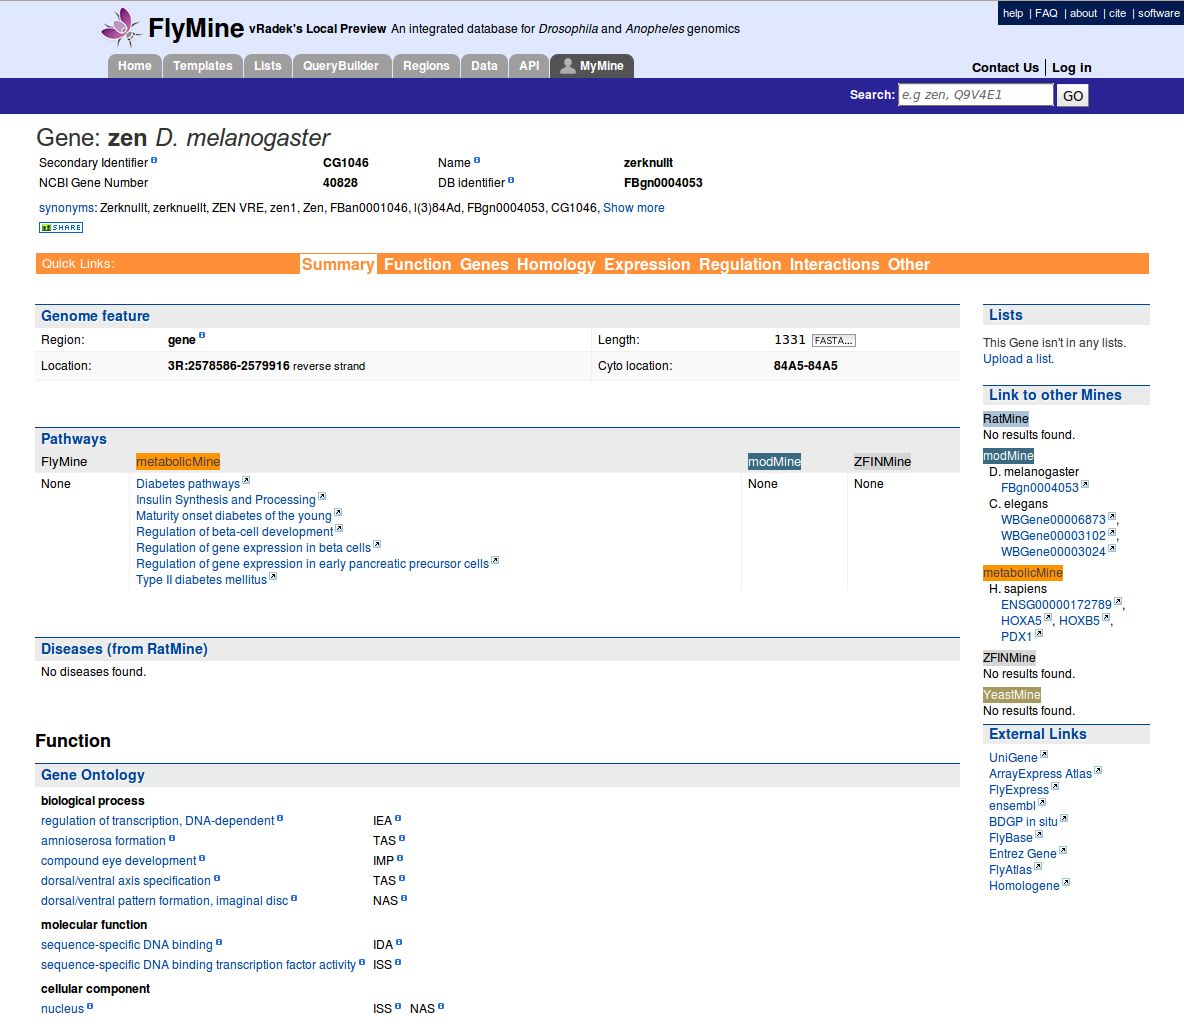 help | FAQ | about | cite | software
FlyMine vRadek's Local Preview An integrated database for Drosophila and Anopheles genomics
Home Templates Lists QueryBuilder Regions Data API MyMine
Contact Us | Log in
Search: e.g zen, Q9V4E1 GO
Gene: zen D. melanogaster
Secondary Identifier CG1046 Name zerknullt
NCBI Gene Number 40828 DB identifier FBgn0004053
synonyms: Zerknullt, zerknuellt, ZEN VRE, zen1, Zen, FBan0001046, l(3)84Ad, FBgn0004053, CG1046, Show more
SHARE
Quick Links: Summary Function Genes Homology Expression Regulation Interactions Other
Genome feature
Region: gene Length: 1331 FASTA...
Location: 3R:2578586-2579916 reverse strand Cyto location: 84A5-84A5
Pathways
FlyMine metabolicMine modMine ZFINMine
None Diabetes pathways None None
Insulin Synthesis and Processing
Maturity onset diabetes of the young
Regulation of beta-cell development
Regulation of gene expression in beta cells
Regulation of gene expression in early pancreatic precursor cells
Type II diabetes mellitus
Diseases (from RatMine)
No diseases found.
Function
Gene Ontology
biological process
regulation of transcription, DNA-dependent IEA
amnioserosa formation TAS
compound eye development IMP
dorsal/ventral axis specification TAS
dorsal/ventral pattern formation, imaginal disc NAS
molecular function
sequence-specific DNA binding IDA
sequence-specific DNA binding transcription factor activity ISS
cellular component
nucleus ISS NAS
Lists
This Gene isn't in any lists.
Upload a list.
Link to other Mines
RatMine
No results found.
modMine
D. melanogaster
FBgn0004053
C. elegans
WBGene00006873,
WBGene00003102,
WBGene00003024
metabolicMine
H. sapiens
ENSG00000172789,
HOXA5, HOXB5,
PDX1
ZFINMine
No results found.
YeastMine
No results found.
External Links
UniGene
ArrayExpress Atlas
FlyExpress
ensembl
BDGP in situ
FlyBase
Entrez Gene
FlyAtlas
Homologene